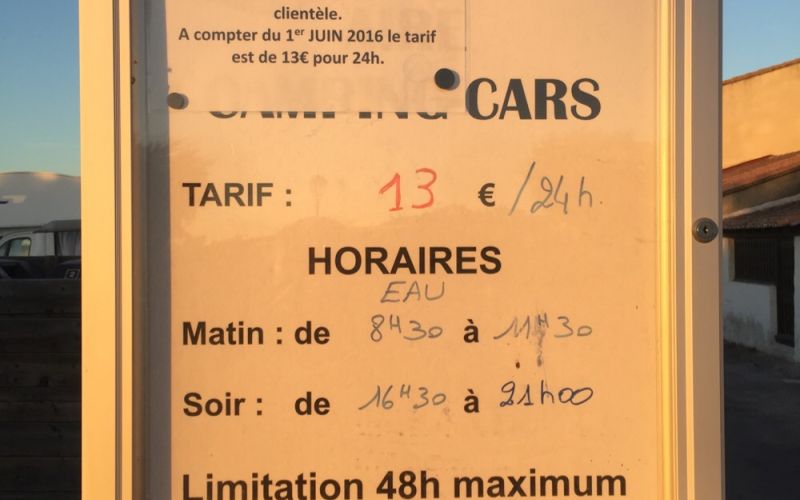 clientèle.
A compter du 1er JUIN 2016 le tarif
est de 13€ pour 24h.
CAMPING CARS
TARIF : 13 € /24h.
HORAIRES
EAU
Matin : de 8H30 à 11H30
Soir : de 16H30 à 21h00
Limitation 48h maximum